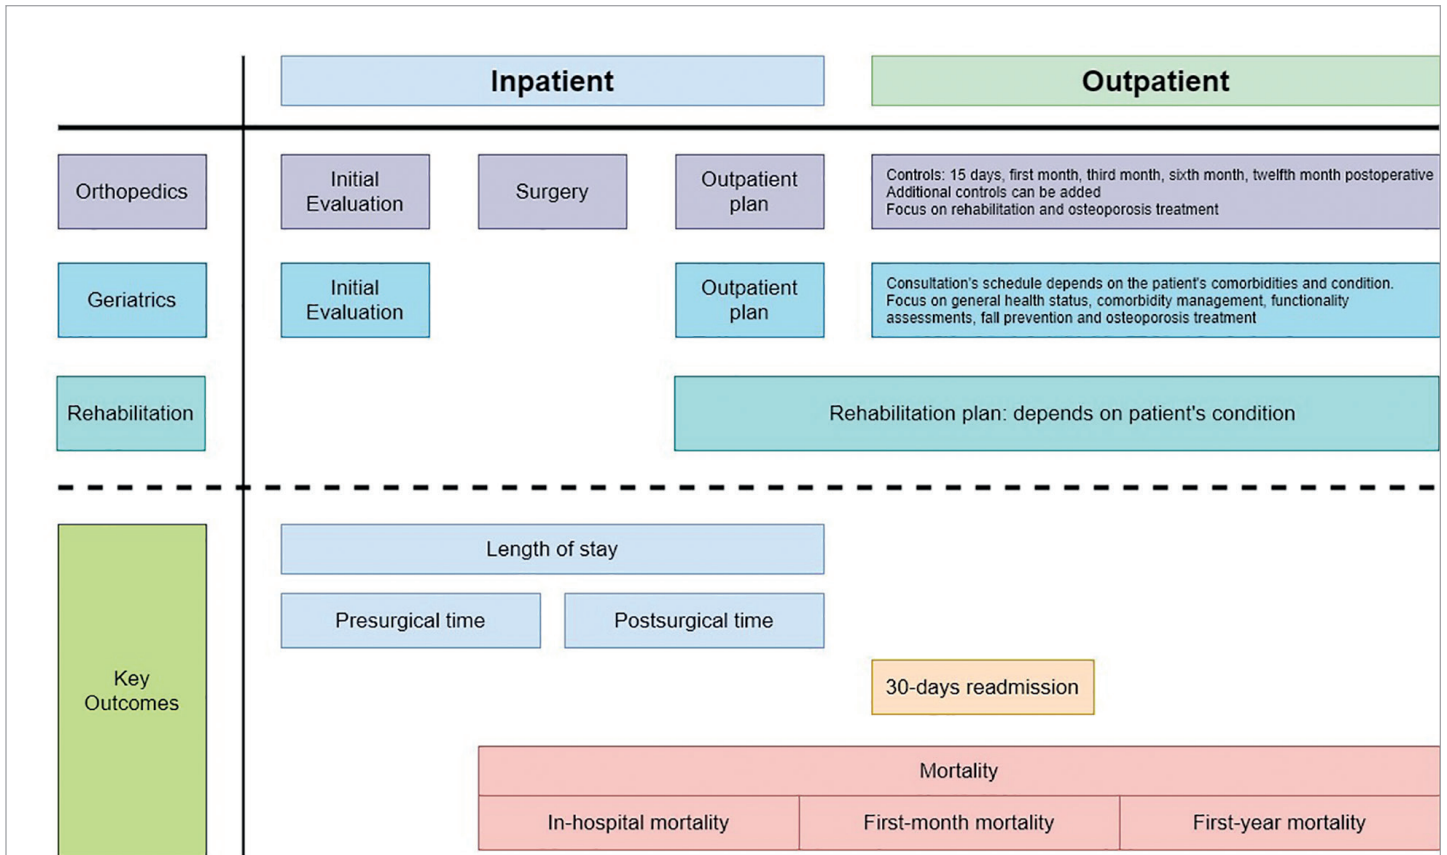 Inpatient
Outpatient
Orthopedics
Initial
Evaluation
Surgery
Outpatient
plan
Controls: 15 days, first month, third month, sixth month, twelfth month postoperative
Additional controls can be added
Focus on rehabilitation and osteoporosis treatment
Geriatrics
Initial
Evaluation
Outpatient
plan
Consultation's schedule depends on the patient's comorbidities and condition.
Focus on general health status, comorbidity management, functionality
assessments, fall prevention and osteoporosis treatment
Rehabilitation
Rehabilitation plan: depends on patient's condition
Key
Outcomes
Length of stay
Presurgical time
Postsurgical time
30-days readmission
Mortality
In-hospital mortality
First-month mortality
First-year mortality